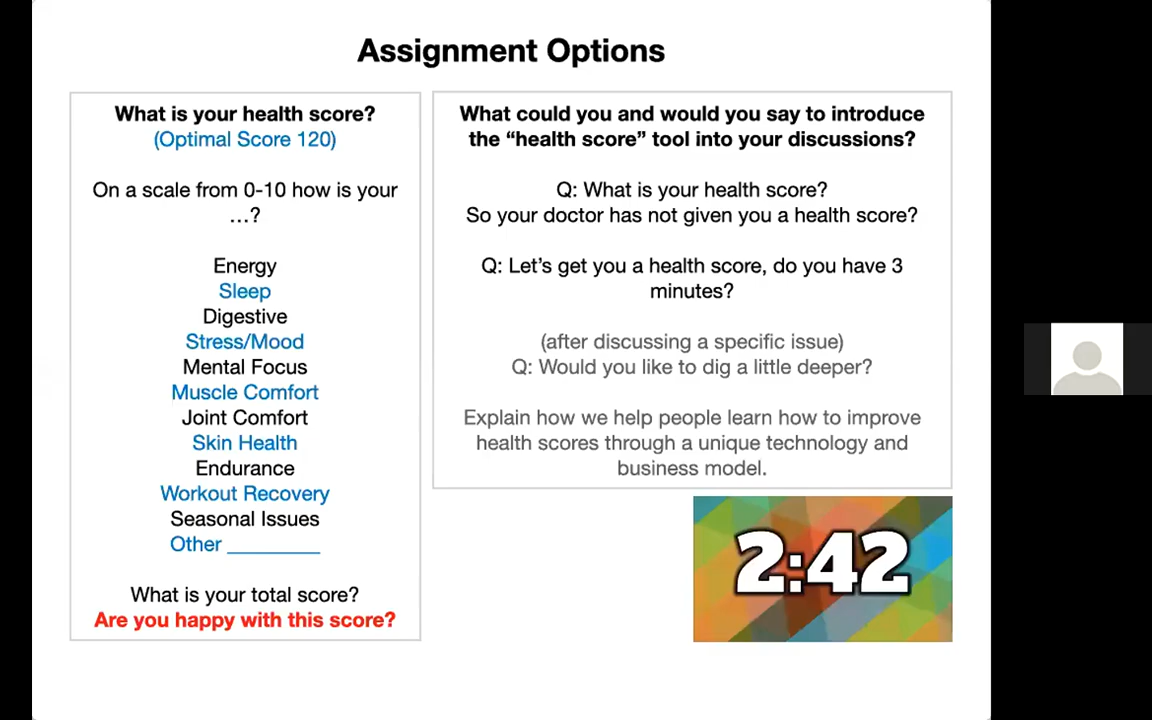 Assignment Options
What is your health score?
(Optimal Score 120)
On a scale from 0-10 how is your
…?
Energy
Sleep
Digestive
Stress/Mood
Mental Focus
Muscle Comfort
Joint Comfort
Skin Health
Endurance
Workout Recovery
Seasonal Issues
Other ________
What is your total score?
Are you happy with this score?
What could you and would you say to introduce
the “health score” tool into your discussions?
Q: What is your health score?
So your doctor has not given you a health score?
Q: Let’s get you a health score, do you have 3
minutes?
(after discussing a specific issue)
Q: Would you like to dig a little deeper?
Explain how we help people learn how to improve
health scores through a unique technology and
business model.
2:42